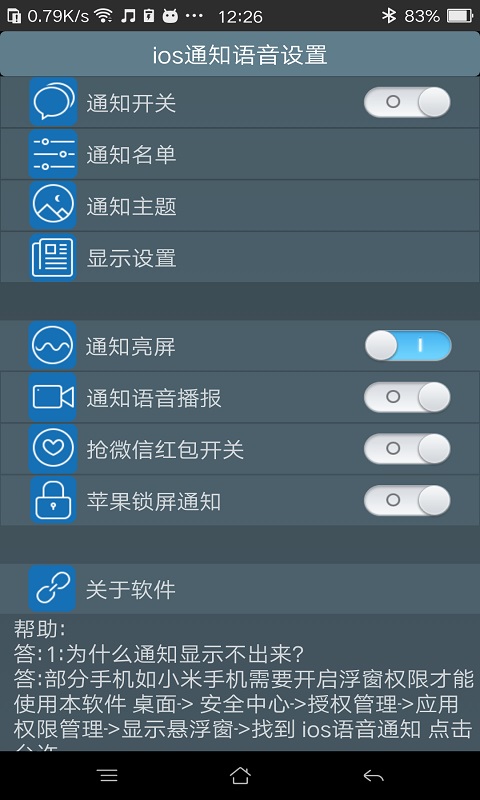 0.79K/s 12:26 83%
ios通知语音设置
通知开关
通知名单
通知主题
显示设置
通知亮屏
通知语音播报
抢微信红包开关
苹果锁屏通知
关于软件
帮助:
答:1:为什么通知显示不出来?
答:部分手机如小米手机需要开启浮窗权限才能
使用本软件 桌面-> 安全中心->授权管理->应用
权限管理->显示悬浮窗->找到 ios语音通知 点击